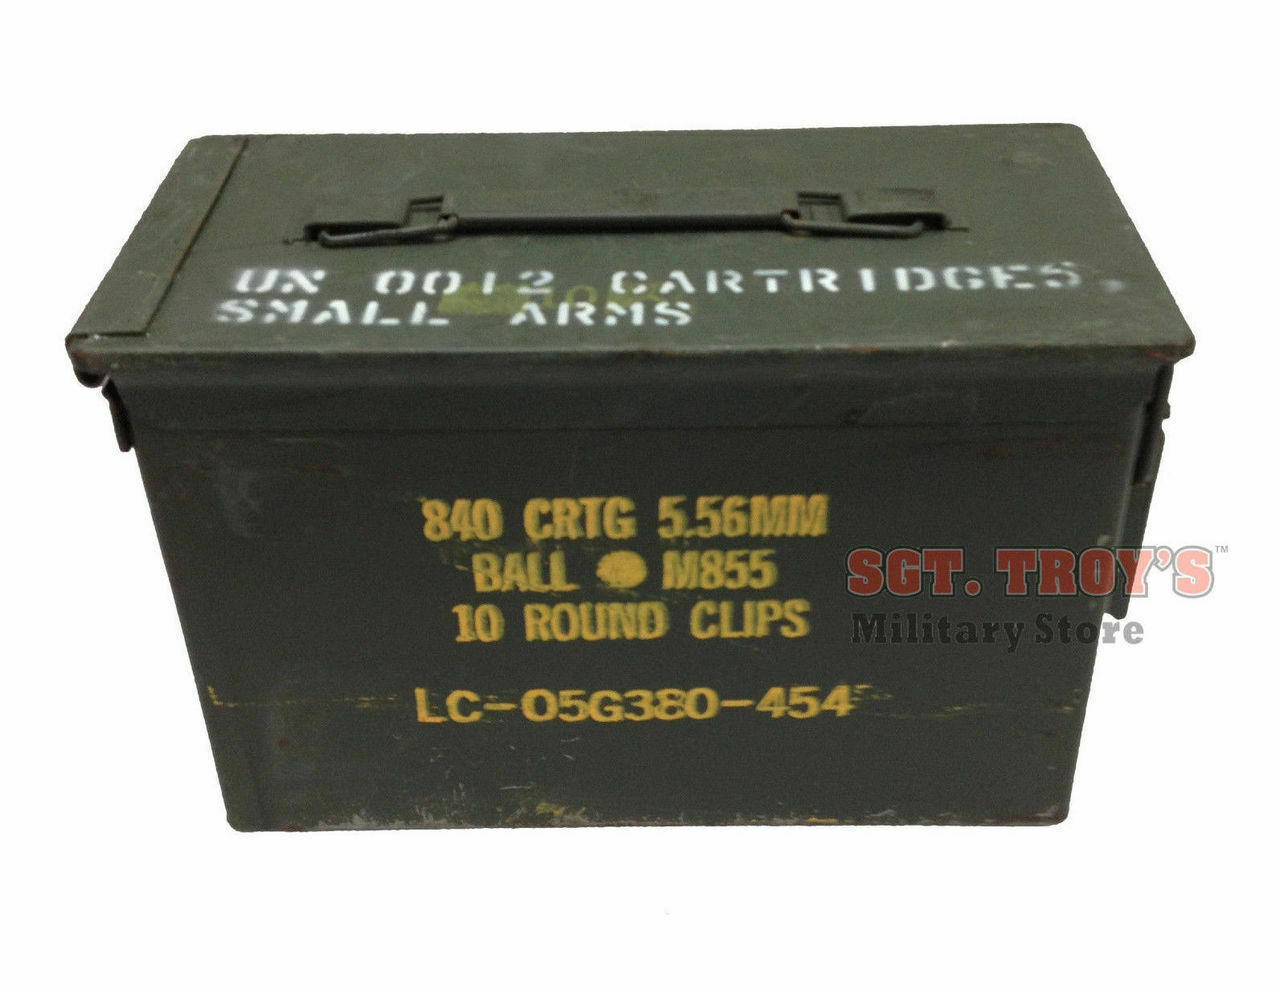 UN 0012 CARTRIDGES,
SMALL ARMS
840 CRTG 5.56MM
BALL ● M855
10 ROUND CLIPS
LC-05G380-454
SGT. TROY'S™
Military Store